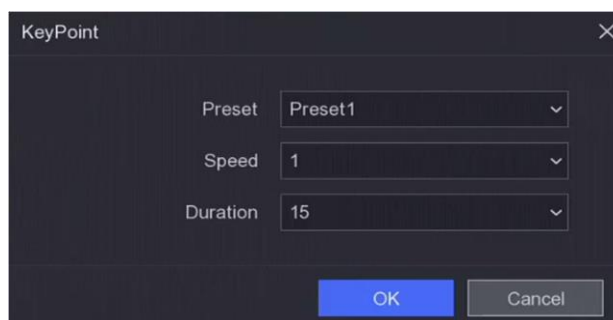 KeyPoint
Preset Preset1
Speed 1
Duration 15
OK Cancel